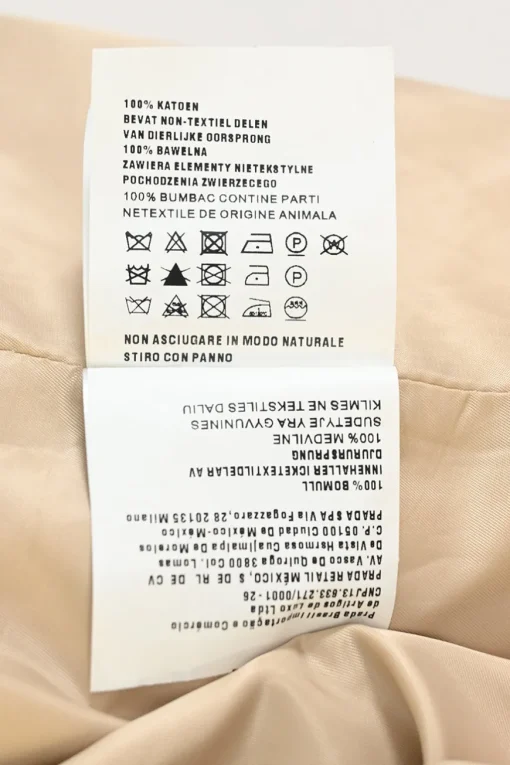 100% KATOEN
BEVAT NON-TEXTIEL DELEN
VAN DIERLIJKE OORSPRONG
100% BAWELNA
ZAWIERA ELEMENTY NIETEKSTYLNE
POCHODZENIA ZWIERZECEGO
100% BUMBAC CONTINE PARTI
NETEXTILE DE ORIGINE ANIMALA
P W
P
NON ASCIUGARE IN MODO NATURALE
STIRO CON PANNO
Prada Brasil Importação e Comércio
de Artigos de Luxo Ltda
CNPJ13.633.271/0001-26
PRADA RETAIL MÉXICO, S DE RL DE CV
AV. Vasco De Quiroga 3800 Col. Lomas
De Vista Hermosa Cuajimalpa De Morelos
C.P. 05100 Ciudad De México-México
PRADA SPA Via Fogazzaro, 28 20135 Milano
100% BOMULL
INNEHALLER ICKETEXTILDELAR AV
DJURURSPRUNG
100% MEDVILNE
SUDETYJE YRA GYVUNINES
KILMES NE TEKSTILES DALIU